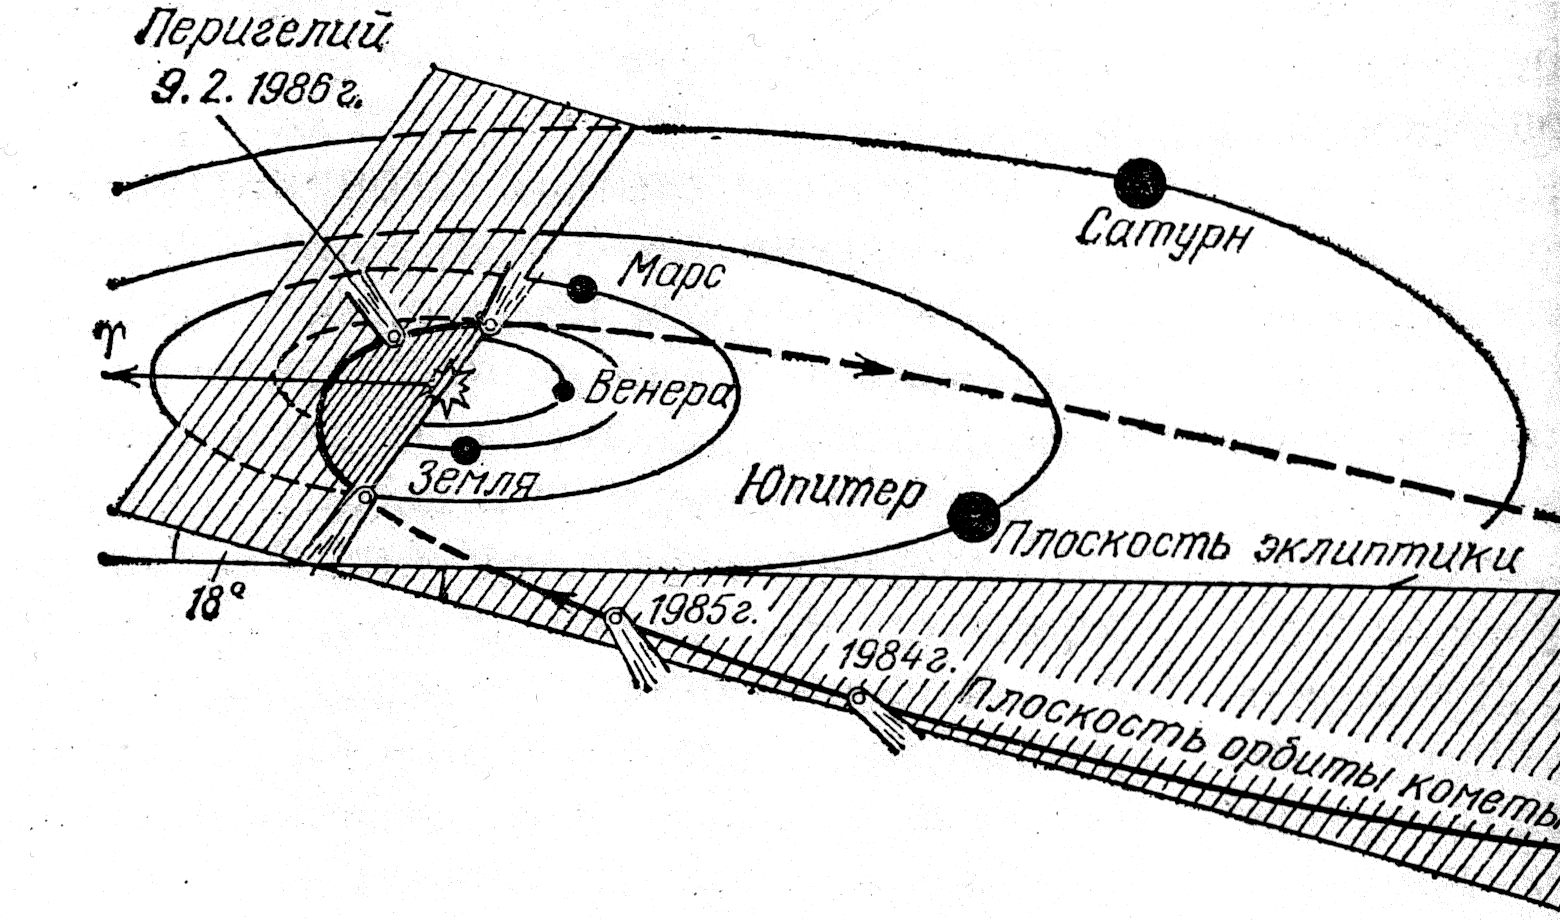 Перигелий
9.2.1986г.
Сатурн
Марс
♈
Венера
Земля
Юпитер
Плоскость эклиптики
18°
1985г.
1984г.
Плоскость орбиты кометы